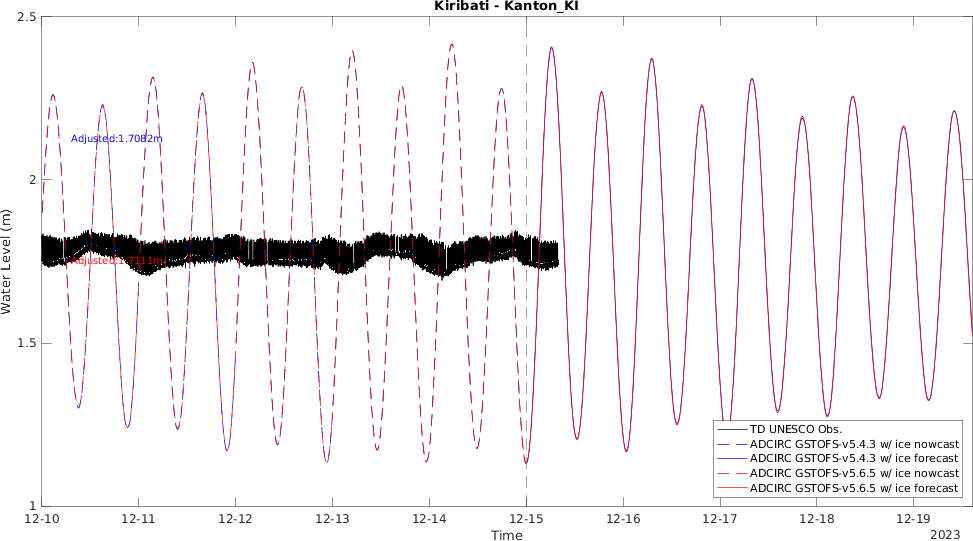 Kiribati - Kanton_KI
2.5
Adjusted:1.7082m
2
Water Level (m)
Adjusted:1.7111m
1.5
TD UNESCO Obs.
ADCIRC GSTOFS-v5.4.3 w/ ice nowcast
ADCIRC GSTOFS-v5.4.3 w/ ice forecast
ADCIRC GSTOFS-v5.6.5 w/ ice nowcast
ADCIRC GSTOFS-v5.6.5 w/ ice forecast
1
12-10 12-11 12-12 12-13 12-14 12-15 12-16 12-17 12-18 12-19
Time
2023